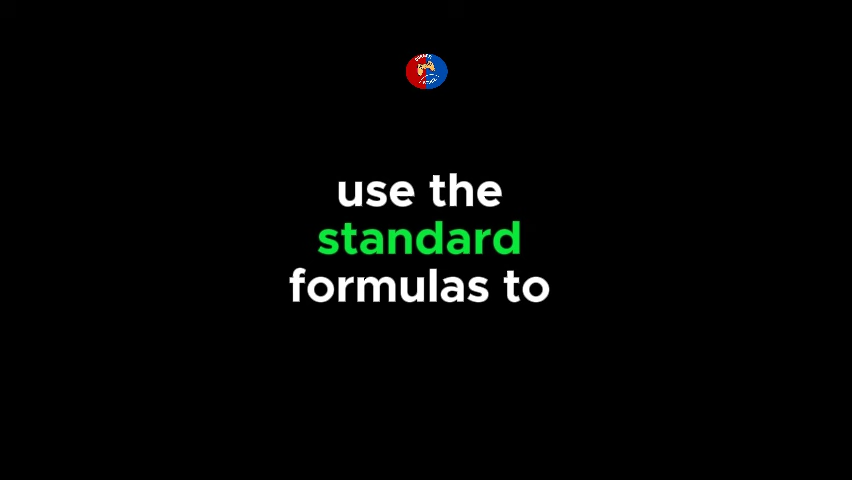 use the
standard
formulas to